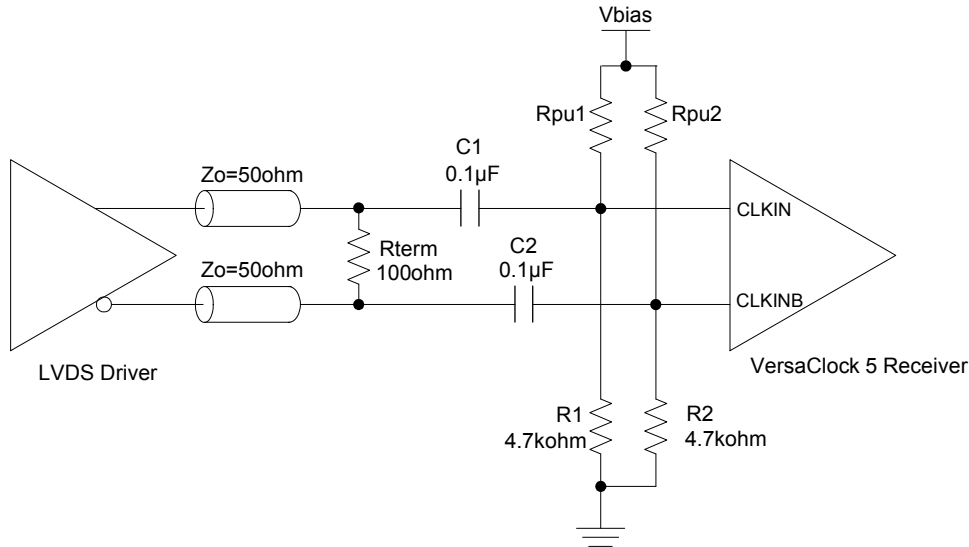 Vbias
Rpu1
Rpu2
C1
0.1µF
Zo=50ohm
CLKIN
Rterm
100ohm
C2
0.1µF
Zo=50ohm
CLKINB
LVDS Driver
VersaClock 5 Receiver
R1
4.7kohm
R2
4.7kohm